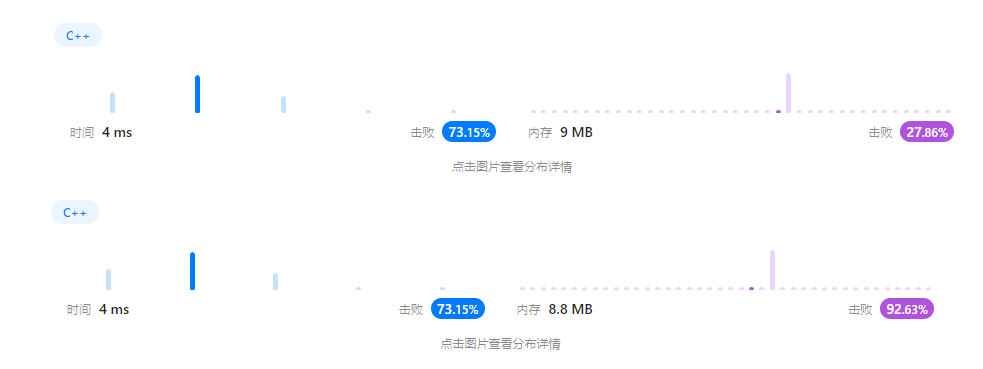 C++
时间 4 ms 击败 73.15% 内存 9 MB 击败 27.86%
点击图片查看分布详情
C++
时间 4 ms 击败 73.15% 内存 8.8 MB 击败 92.63%
点击图片查看分布详情